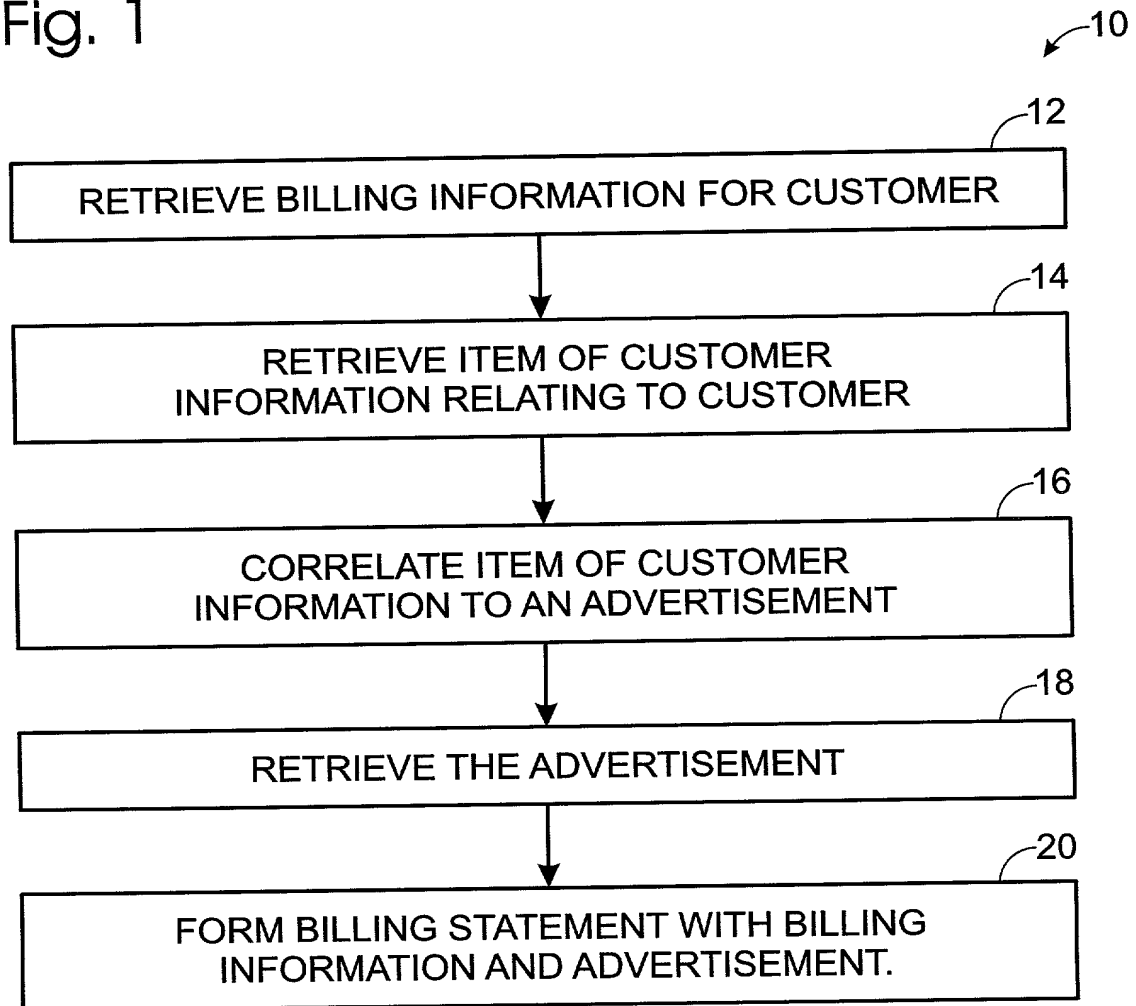 Fig. 1
10
12
RETRIEVE BILLING INFORMATION FOR CUSTOMER
14
RETRIEVE ITEM OF CUSTOMER
INFORMATION RELATING TO CUSTOMER
16
CORRELATE ITEM OF CUSTOMER
INFORMATION TO AN ADVERTISEMENT
18
RETRIEVE THE ADVERTISEMENT
20
FORM BILLING STATEMENT WITH BILLING
INFORMATION AND ADVERTISEMENT.